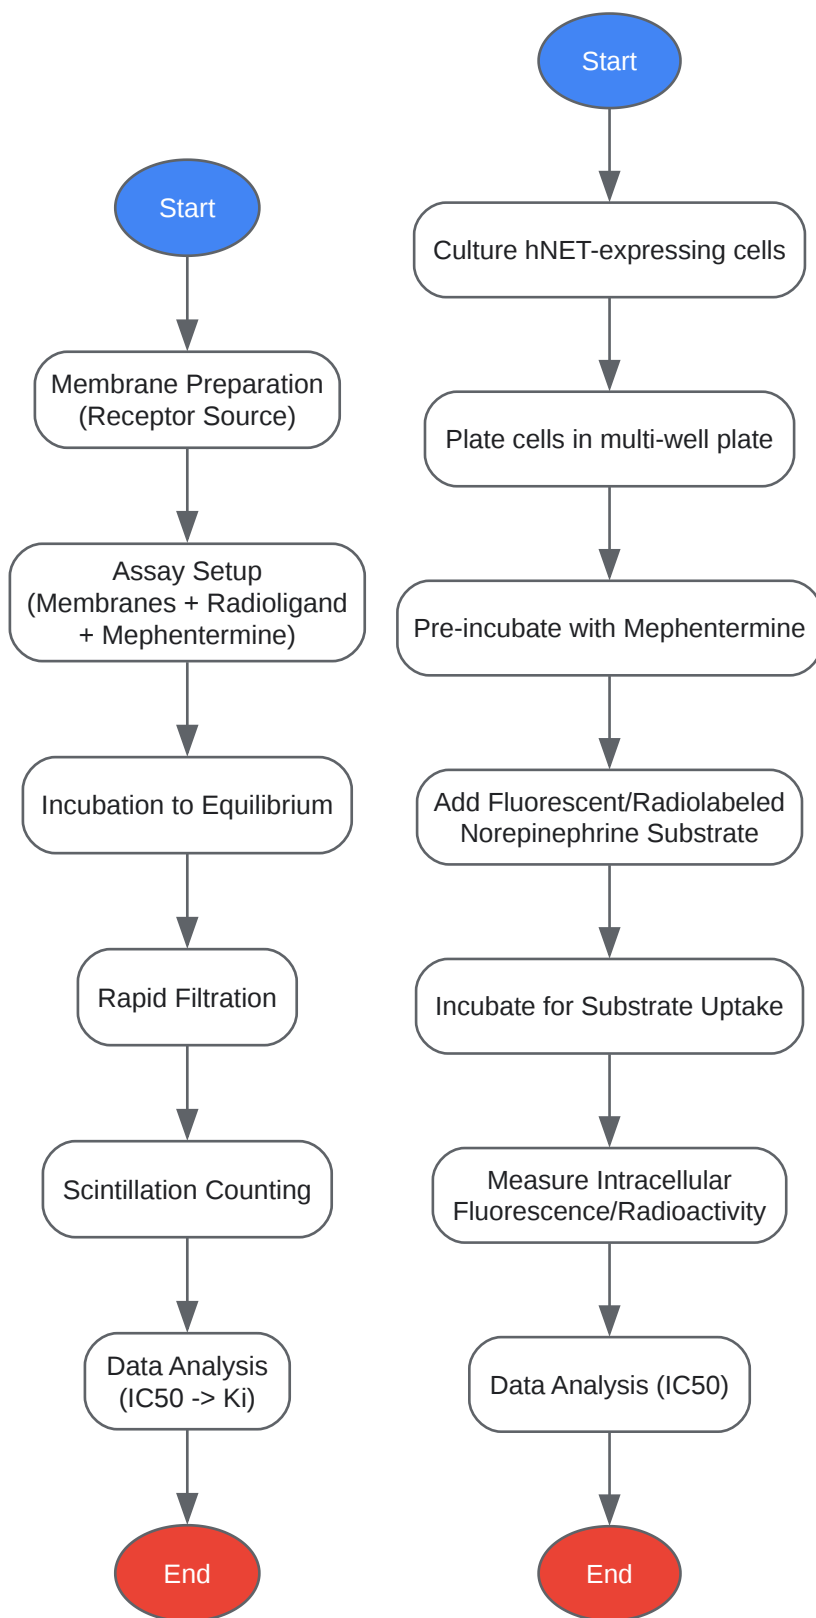 Start
Membrane Preparation
(Receptor Source)
Assay Setup
(Membranes + Radioligand
+ Mephentermine)
Incubation to Equilibrium
Rapid Filtration
Scintillation Counting
Data Analysis
(IC50 -> Ki)
End
Start
Culture hNET-expressing cells
Plate cells in multi-well plate
Pre-incubate with Mephentermine
Add Fluorescent/Radiolabeled
Norepinephrine Substrate
Incubate for Substrate Uptake
Measure Intracellular
Fluorescence/Radioactivity
Data Analysis (IC50)
End